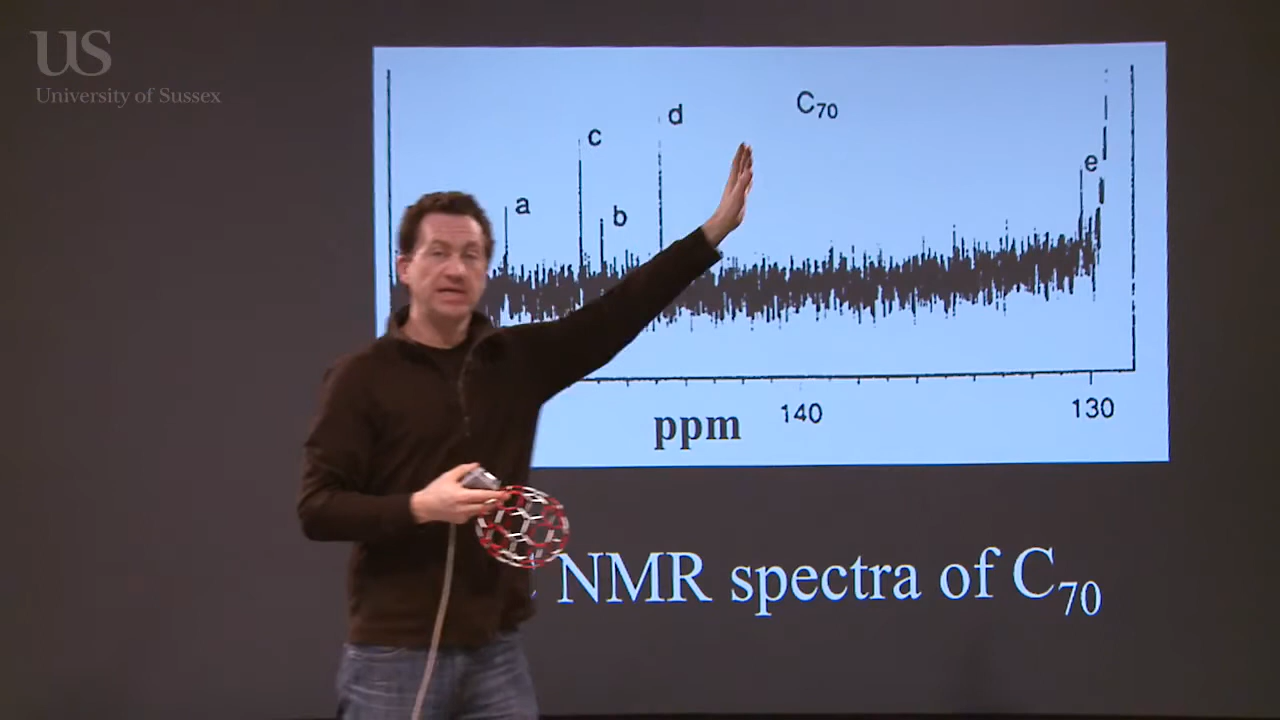 US
University of Sussex
C70
d
c
e
a
b
140
130
ppm
NMR spectra of C70